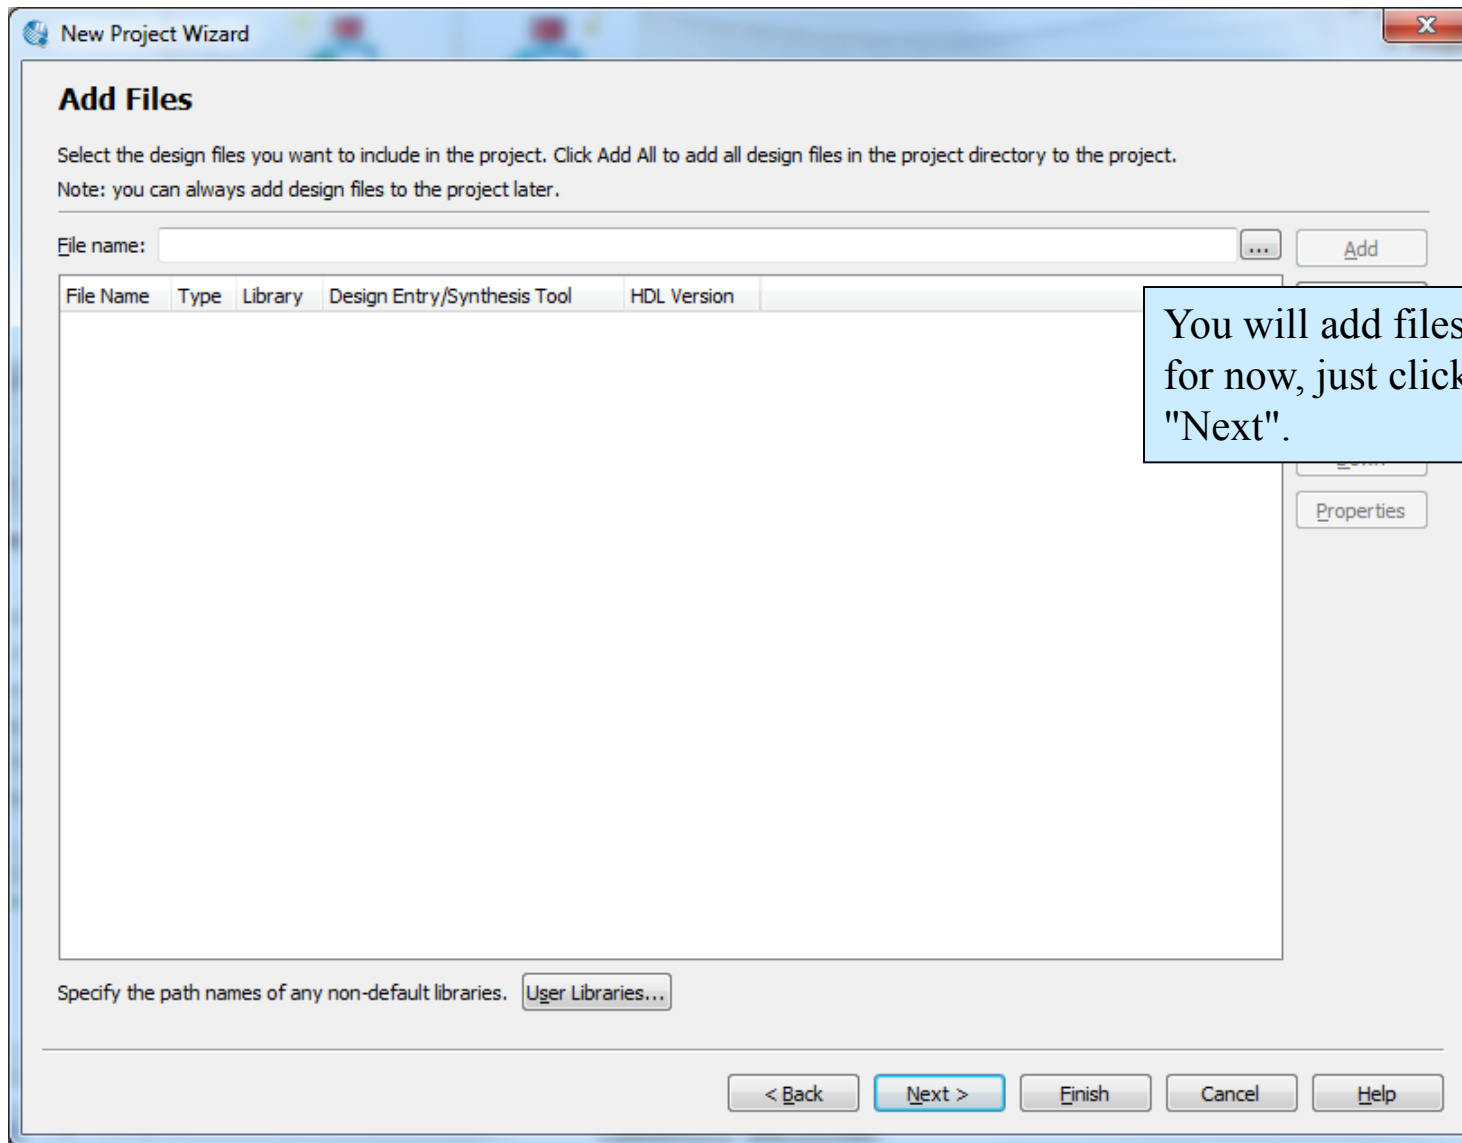 New Project Wizard
Add Files
Select the design files you want to include in the project. Click Add All to add all design files in the project directory to the project.
Note: you can always add design files to the project later.
File name: ... Add
File Name Type Library Design Entry/Synthesis Tool HDL Version
You will add files
for now, just click
"Next".
Properties
Specify the path names of any non-default libraries. User Libraries...
< Back Next > Finish Cancel Help